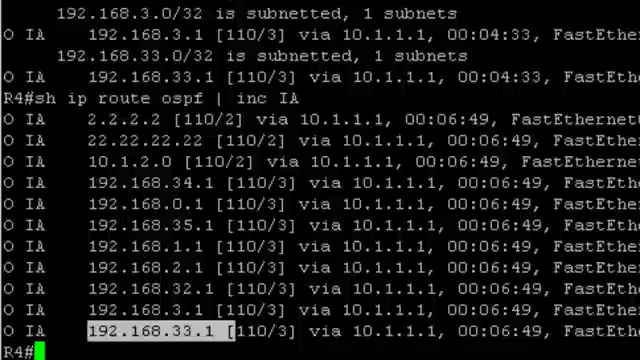 192.168.3.0/32 is subnetted, 1 subnets
O IA 192.168.3.1 [110/3] via 10.1.1.1, 00:04:33, FastEther
192.168.33.0/32 is subnetted, 1 subnets
O IA 192.168.33.1 [110/3] via 10.1.1.1, 00:04:33, FastEthe
R4#sh ip route ospf | inc IA
O IA 2.2.2.2 [110/2] via 10.1.1.1, 00:06:49, FastEthernet
O IA 22.22.22.22 [110/2] via 10.1.1.1, 00:06:49, FastEther
O IA 10.1.2.0 [110/2] via 10.1.1.1, 00:06:49, FastEtherne
O IA 192.168.34.1 [110/3] via 10.1.1.1, 00:06:49, FastEthe
O IA 192.168.0.1 [110/3] via 10.1.1.1, 00:06:49, FastEther
O IA 192.168.35.1 [110/3] via 10.1.1.1, 00:06:49, FastEthe
O IA 192.168.1.1 [110/3] via 10.1.1.1, 00:06:49, FastEther
O IA 192.168.2.1 [110/3] via 10.1.1.1, 00:06:49, FastEther
O IA 192.168.32.1 [110/3] via 10.1.1.1, 00:06:49, FastEthe
O IA 192.168.3.1 [110/3] via 10.1.1.1, 00:06:49, FastEther
O IA 192.168.33.1 [110/3] via 10.1.1.1, 00:06:49, FastEthe
R4#